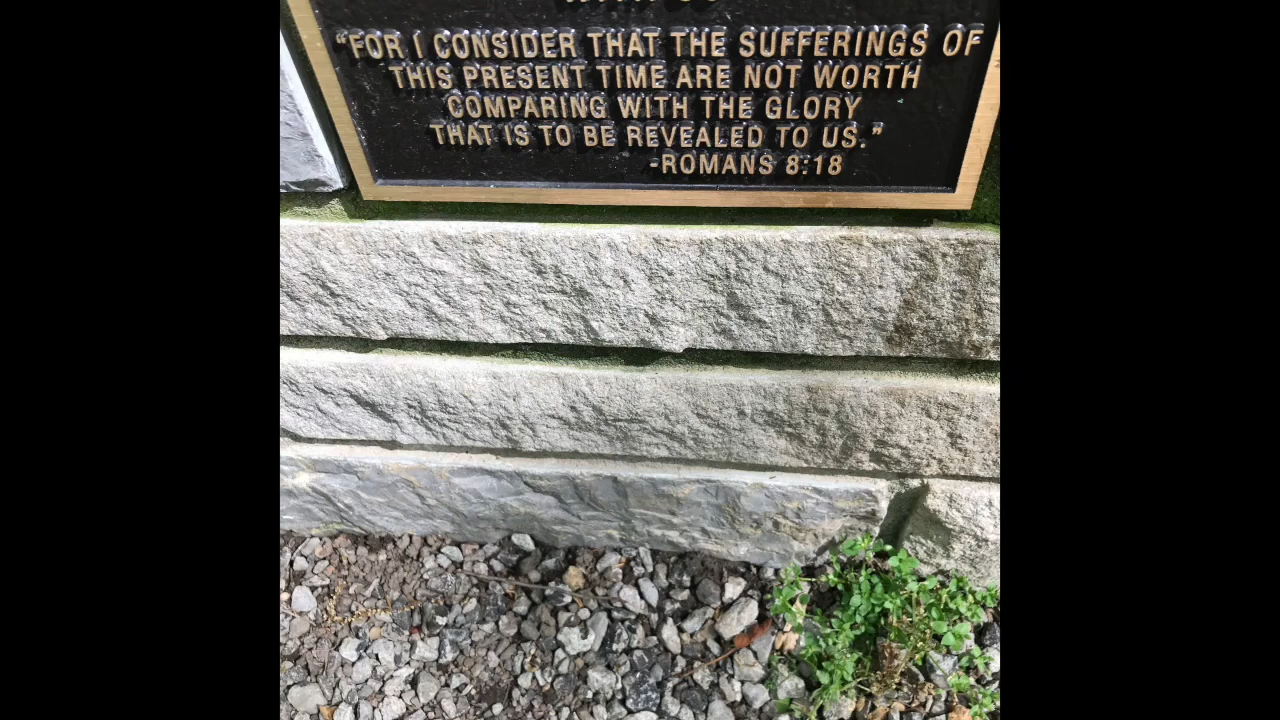 “FOR I CONSIDER THAT THE SUFFERINGS OF
THIS PRESENT TIME ARE NOT WORTH
COMPARING WITH THE GLORY
THAT IS TO BE REVEALED TO US.”
-ROMANS 8:18